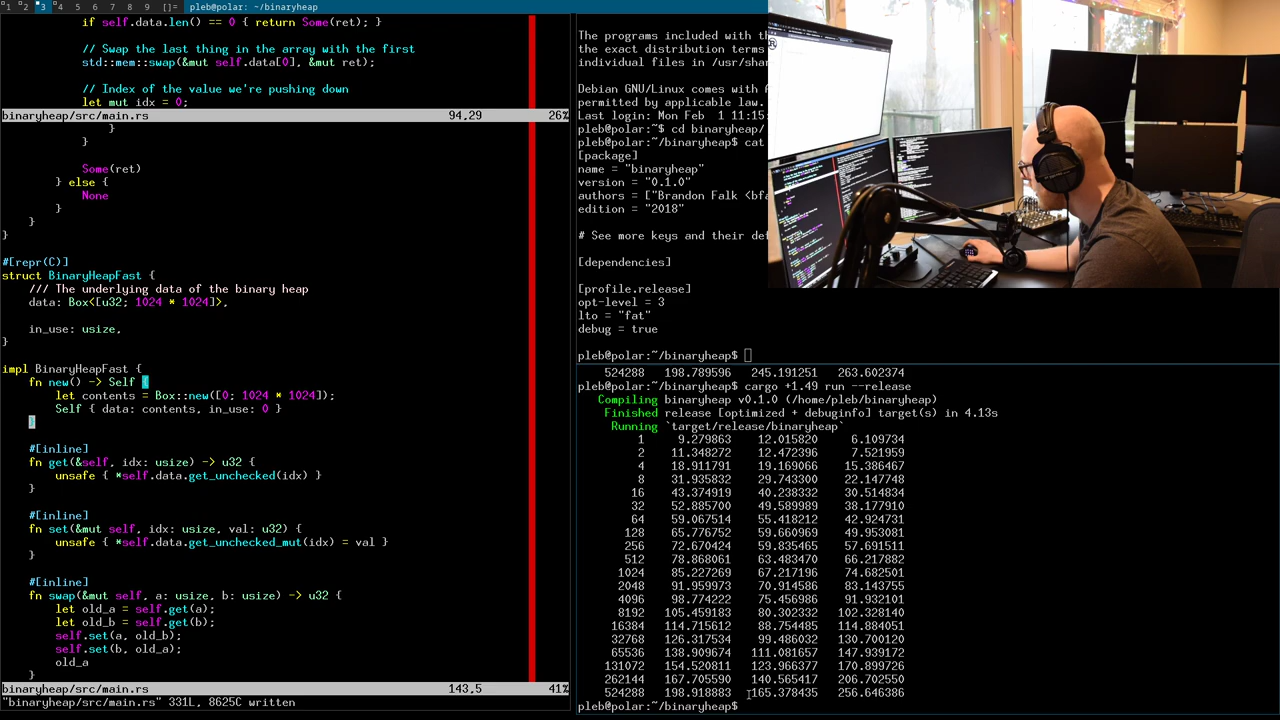 1 2 3 4 5 6 7 8 9 []= pleb@polar: ~/binaryheap
if self.data.len() == 0 { return Some(ret); }
// Swap the last thing in the array with the first
std::mem::swap(&mut self.data[0], &mut ret);
// Index of the value we're pushing down
let mut idx = 0;
binaryheap/src/main.rs 94,29 26%
}
}
Some(ret)
} else {
None
}
}
}
#[repr(C)]
struct BinaryHeapFast {
/// The underlying data of the binary heap
data: Box<[u32; 1024 * 1024]>,
in_use: usize,
}
impl BinaryHeapFast {
fn new() -> Self {
let contents = Box::new([0; 1024 * 1024]);
Self { data: contents, in_use: 0 }
}
#[inline]
fn get(&self, idx: usize) -> u32 {
unsafe { *self.data.get_unchecked(idx) }
}
#[inline]
fn set(&mut self, idx: usize, val: u32) {
unsafe { *self.data.get_unchecked_mut(idx) = val }
}
#[inline]
fn swap(&mut self, a: usize, b: usize) -> u32 {
let old_a = self.get(a);
let old_b = self.get(b);
self.set(a, old_b);
self.set(b, old_a);
old_a
}
binaryheap/src/main.rs 143,5 41%
"binaryheap/src/main.rs" 331L, 8625C written
The programs included with th
the exact distribution terms
individual files in /usr/shar
Debian GNU/Linux comes with A
permitted by applicable law.
Last login: Mon Feb 1 11:15:
pleb@polar:~$ cd binaryheap/
pleb@polar:~/binaryheap$ cat
[package]
name = "binaryheap"
version = "0.1.0"
authors = ["Brandon Falk <bfa
edition = "2018"
# See more keys and their def
[dependencies]
[profile.release]
opt-level = 3
lto = "fat"
debug = true
pleb@polar:~/binaryheap$
524288 198.789596 245.191251 263.602374
pleb@polar:~/binaryheap$ cargo +1.49 run --release
Compiling binaryheap v0.1.0 (/home/pleb/binaryheap)
Finished release [optimized + debuginfo] target(s) in 4.13s
Running `target/release/binaryheap`
1 9.279863 12.015820 6.109734
2 11.348272 12.472396 7.521959
4 18.911791 19.169066 15.386467
8 31.935832 29.743300 22.147748
16 43.374919 40.238332 30.514834
32 52.885700 49.589989 38.177910
64 59.067514 55.418212 42.924731
128 65.776752 59.660969 49.953081
256 72.670424 59.835465 57.691511
512 78.868061 63.483470 66.217882
1024 85.227269 67.217196 74.682501
2048 91.959973 70.914586 83.143755
4096 98.774222 75.456986 91.932101
8192 105.459183 80.302332 102.328140
16384 114.715612 88.754485 114.884051
32768 126.317534 99.486032 130.700120
65536 138.909674 111.081657 147.939172
131072 154.520811 123.966377 170.899726
262144 167.705590 140.565417 206.702550
524288 198.918883 165.378435 256.646386
pleb@polar:~/binaryheap$